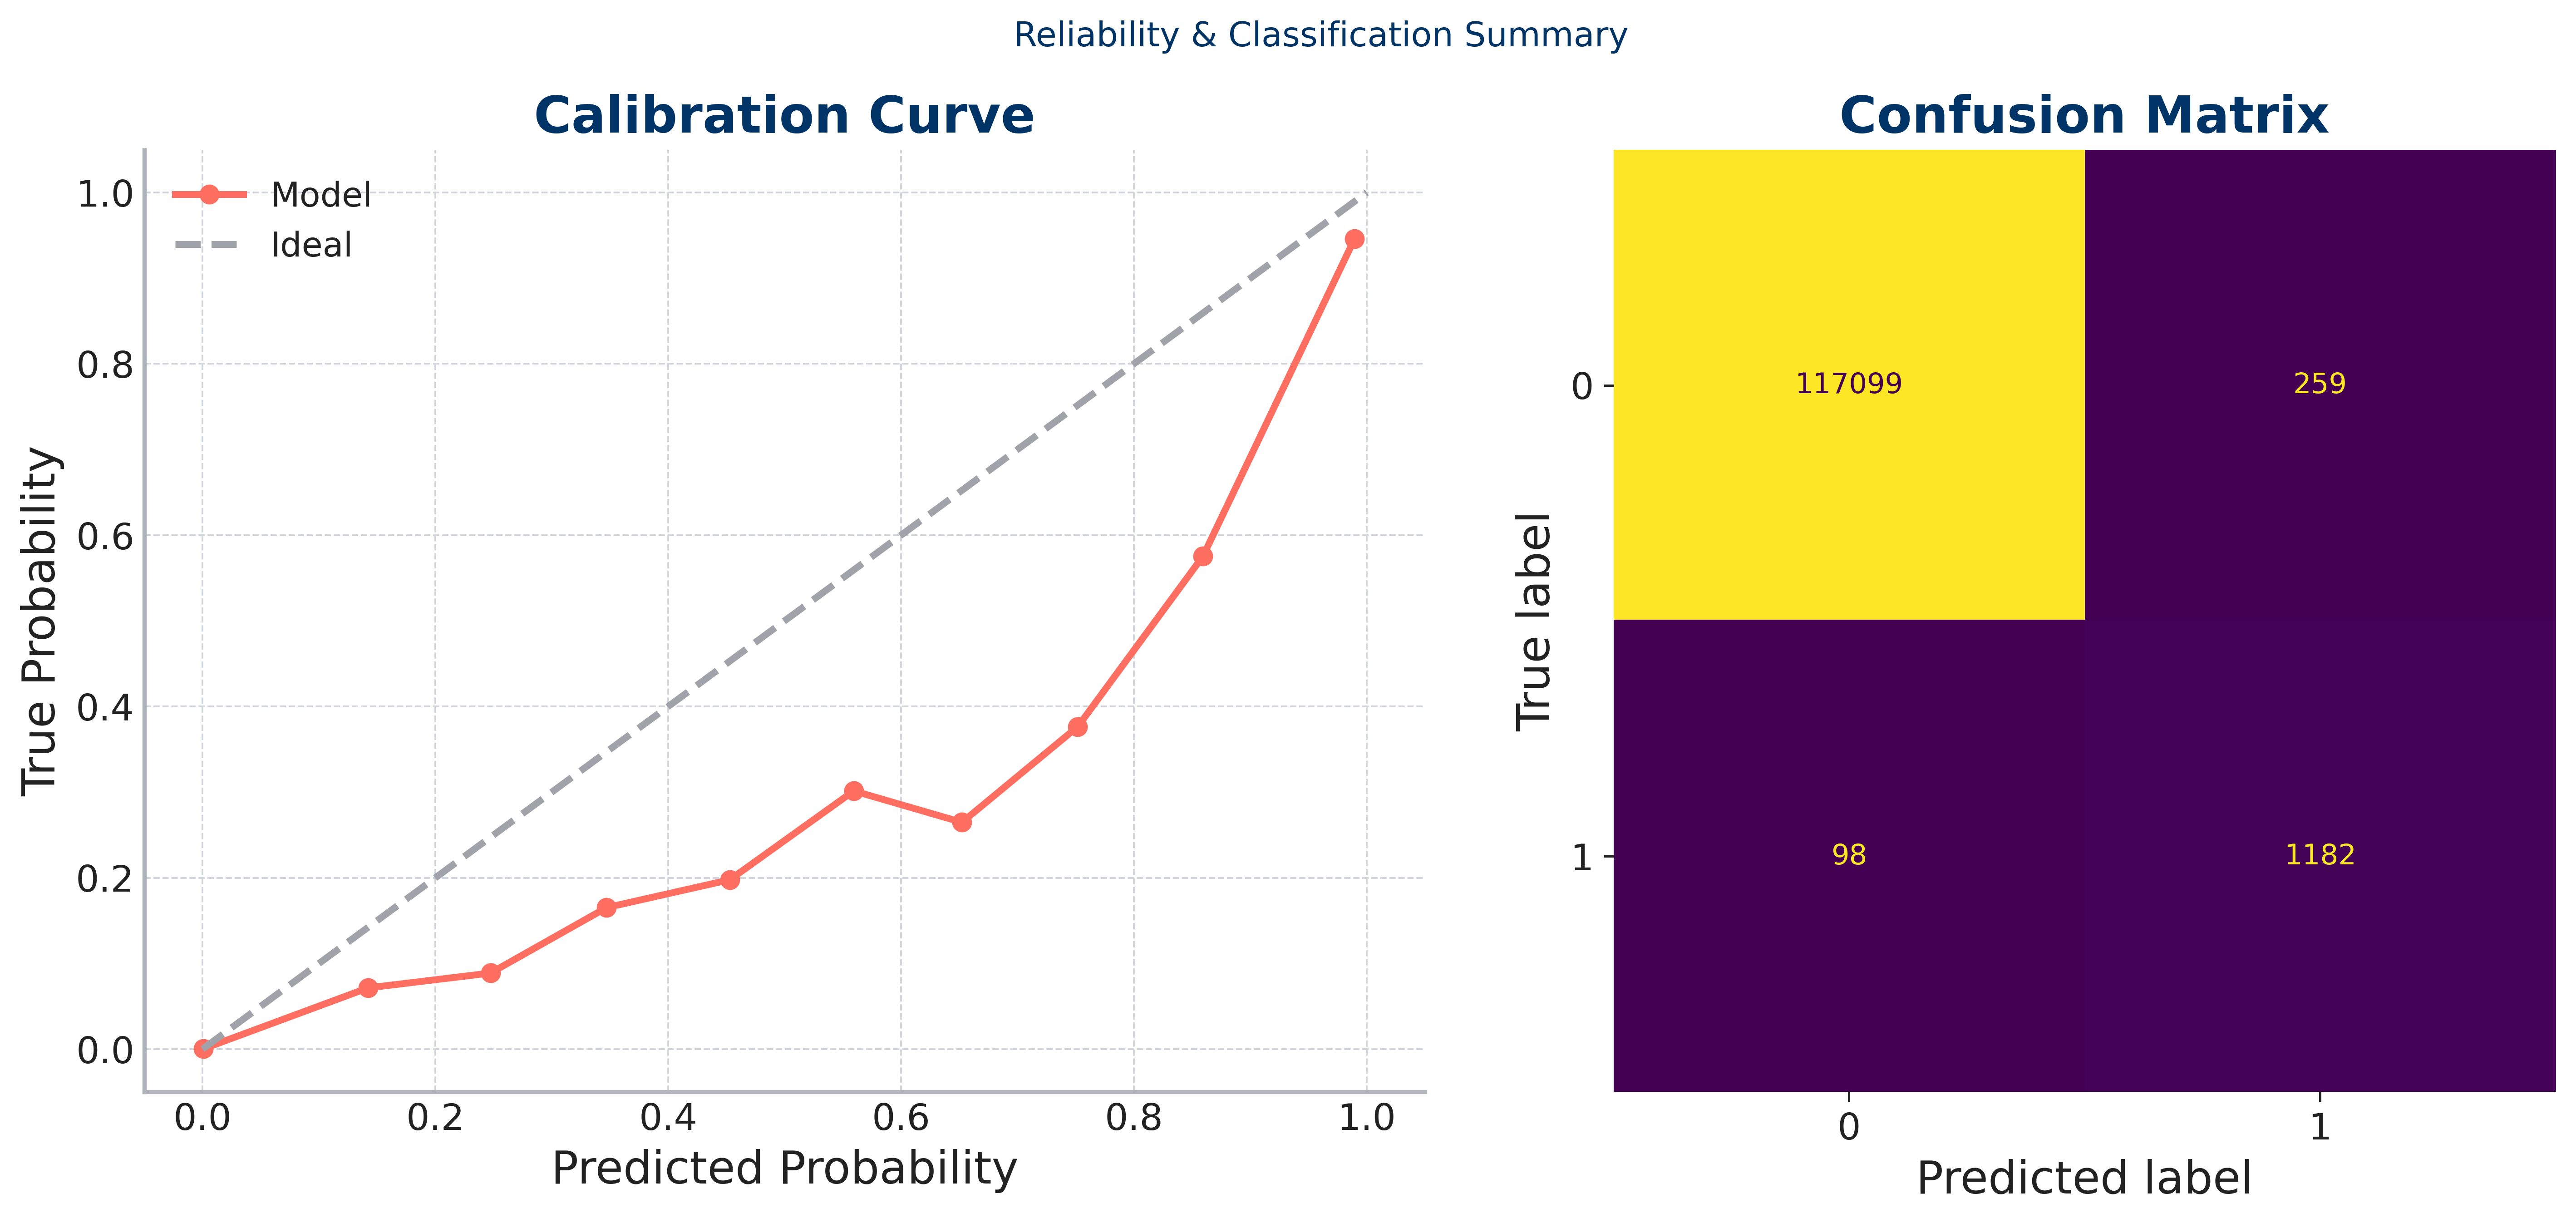 Reliability & Classification Summary
Calibration Curve
Model
Ideal
1.0
0.8
0.6
0.4
0.2
0.0
True Probability
0.0 0.2 0.4 0.6 0.8 1.0
Predicted Probability
Confusion Matrix
True label
0
117099 259
1
98 1182
0 1
Predicted label